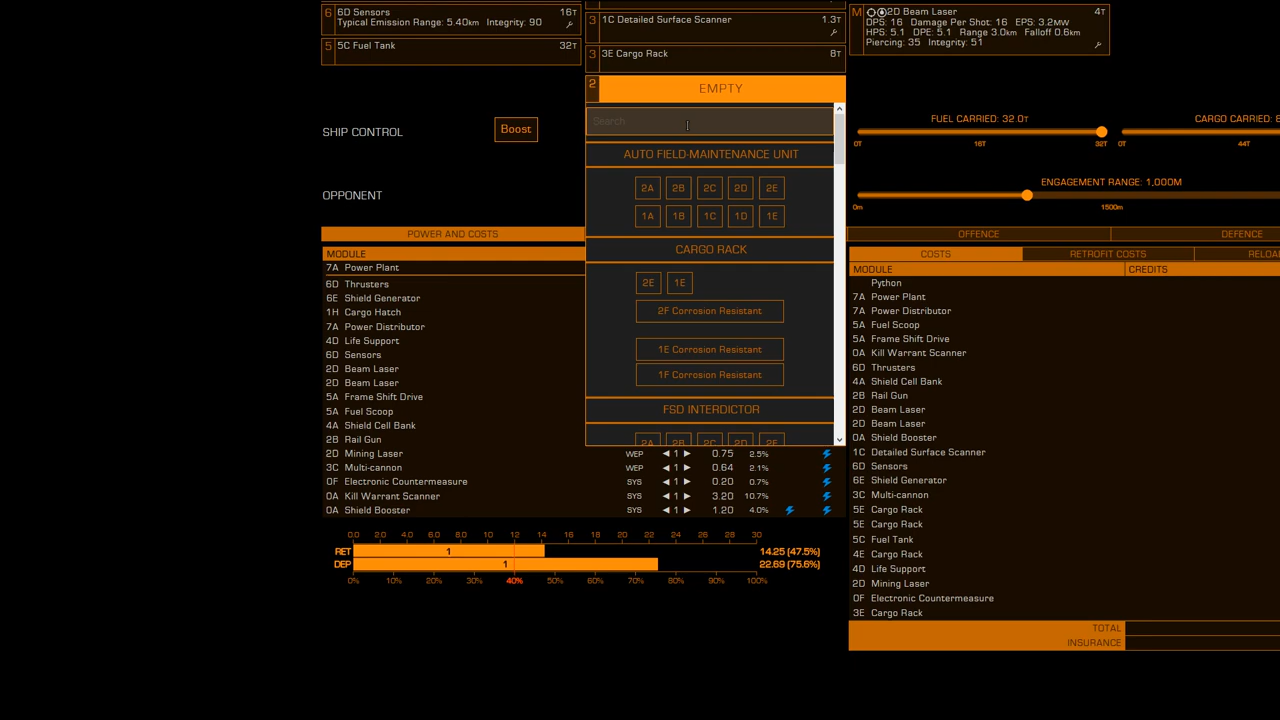 6 6D Sensors 16T
Typical Emission Range: 5.40km Integrity: 90
5 5C Fuel Tank 32T
3 1C Detailed Surface Scanner 1.3T
3 3E Cargo Rack 8T
2 EMPTY
Search
AUTO FIELD-MAINTENANCE UNIT
2A 2B 2C 2D 2E
1A 1B 1C 1D 1E
CARGO RACK
2E 1E
2F Corrosion Resistant
1E Corrosion Resistant
1F Corrosion Resistant
FSD INTERDICTOR
2A 2B 2C 2D 2E
M 2D Beam Laser 4T
DPS: 16 Damage Per Shot: 16 EPS: 3.2MW
HPS: 5.1 DPE: 5.1 Range 3.0km Falloff 0.6km
Piercing: 35 Integrity: 51
SHIP CONTROL
Boost
OPPONENT
FUEL CARRIED: 32.0T
0T 16T 32T
CARGO CARRIED: 8
0T 44T
ENGAGEMENT RANGE: 1,000M
0m 1500m
POWER AND COSTS
OFFENCE
DEFENCE
MODULE
7A Power Plant
6D Thrusters
6E Shield Generator
1H Cargo Hatch
7A Power Distributor
4D Life Support
6D Sensors
2D Beam Laser
2D Beam Laser
5A Frame Shift Drive
5A Fuel Scoop
4A Shield Cell Bank
2B Rail Gun
2D Mining Laser WEP 1 0.75 2.5%
3C Multi-cannon WEP 1 0.64 2.1%
0F Electronic Countermeasure SYS 1 0.20 0.7%
0A Kill Warrant Scanner SYS 1 3.20 10.7%
0A Shield Booster SYS 1 1.20 4.0%
0.0 2.0 4.0 6.0 8.0 10 12 14 16 18 20 22 24 26 28 30
RET 1 14.25 (47.5%)
DEP 1 22.69 (75.6%)
0% 10% 20% 30% 40% 50% 60% 70% 80% 90% 100%
COSTS
RETROFIT COSTS
RELOA
MODULE
CREDITS
Python
7A Power Plant
7A Power Distributor
5A Fuel Scoop
5A Frame Shift Drive
0A Kill Warrant Scanner
6D Thrusters
4A Shield Cell Bank
2B Rail Gun
2D Beam Laser
2D Beam Laser
0A Shield Booster
1C Detailed Surface Scanner
6D Sensors
6E Shield Generator
3C Multi-cannon
5E Cargo Rack
5E Cargo Rack
5C Fuel Tank
4E Cargo Rack
4D Life Support
2D Mining Laser
0F Electronic Countermeasure
3E Cargo Rack
TOTAL
INSURANCE